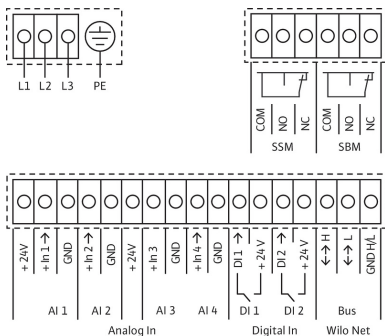 L1 L2 L3 PE
COM NO NC COM NO NC
SSM SBM
+ 24V + In 1 → GND + In 2 → GND + 24V + In 3 GND + In 4 → GND DI 1 → + 24 V DI 2 → + 24 V ←→ H ←→ L GND H/L
AI 1 AI 2 AI 3 AI 4 DI 1 DI 2 Bus
Analog In Digital In Wilo Net